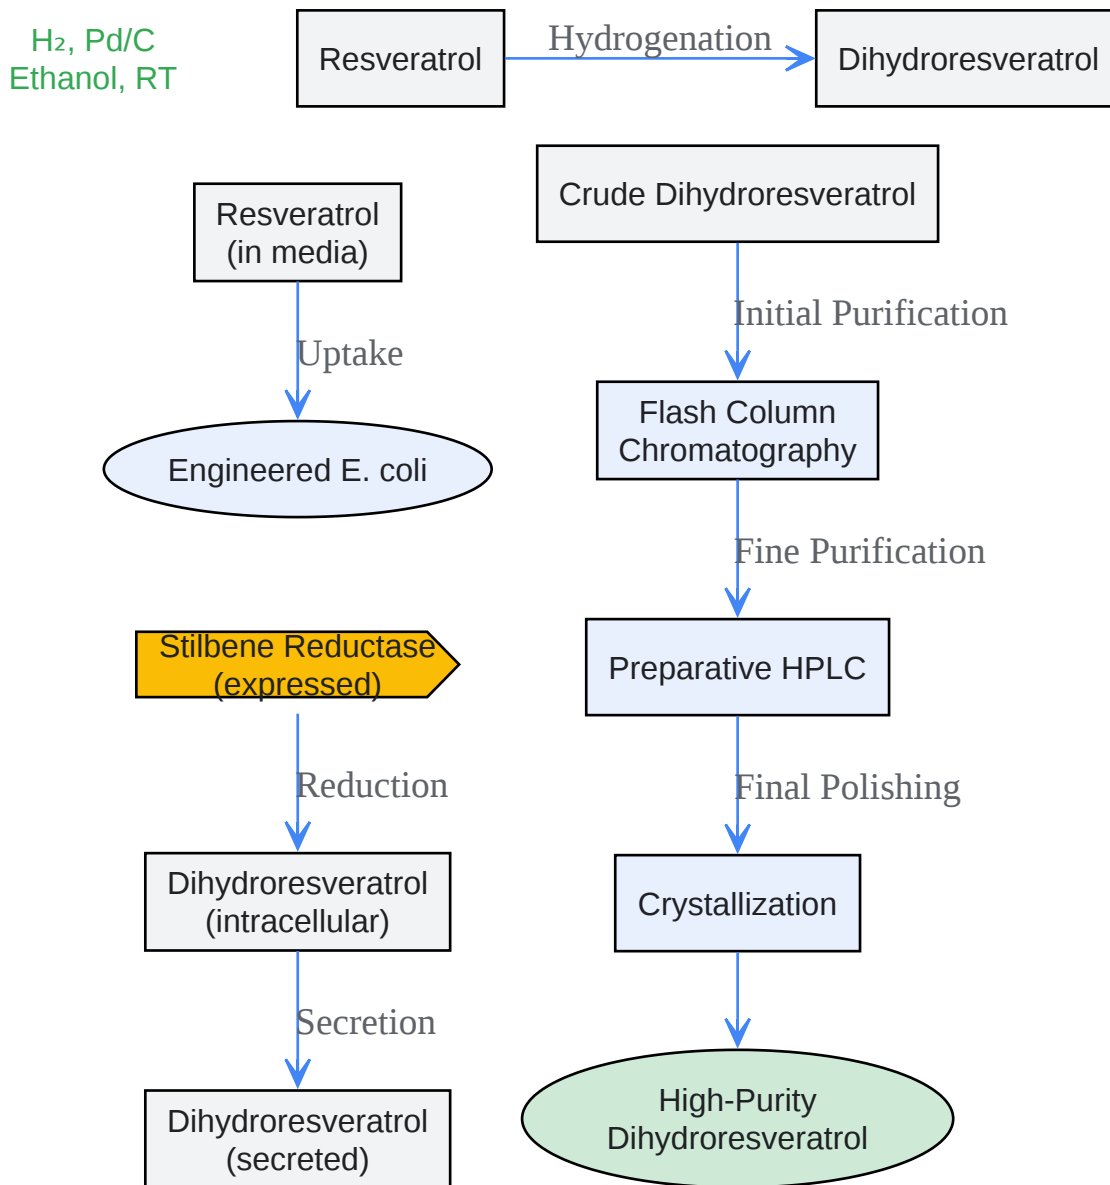 H₂, Pd/C
Ethanol, RT
Resveratrol
Hydrogenation
Dihydroresveratrol
Resveratrol
(in media)
Uptake
Engineered E. coli
Stilbene Reductase
(expressed)
Reduction
Dihydroresveratrol
(intracellular)
Secretion
Dihydroresveratrol
(secreted)
Crude Dihydroresveratrol
Initial Purification
Flash Column
Chromatography
Fine Purification
Preparative HPLC
Final Polishing
Crystallization
High-Purity
Dihydroresveratrol